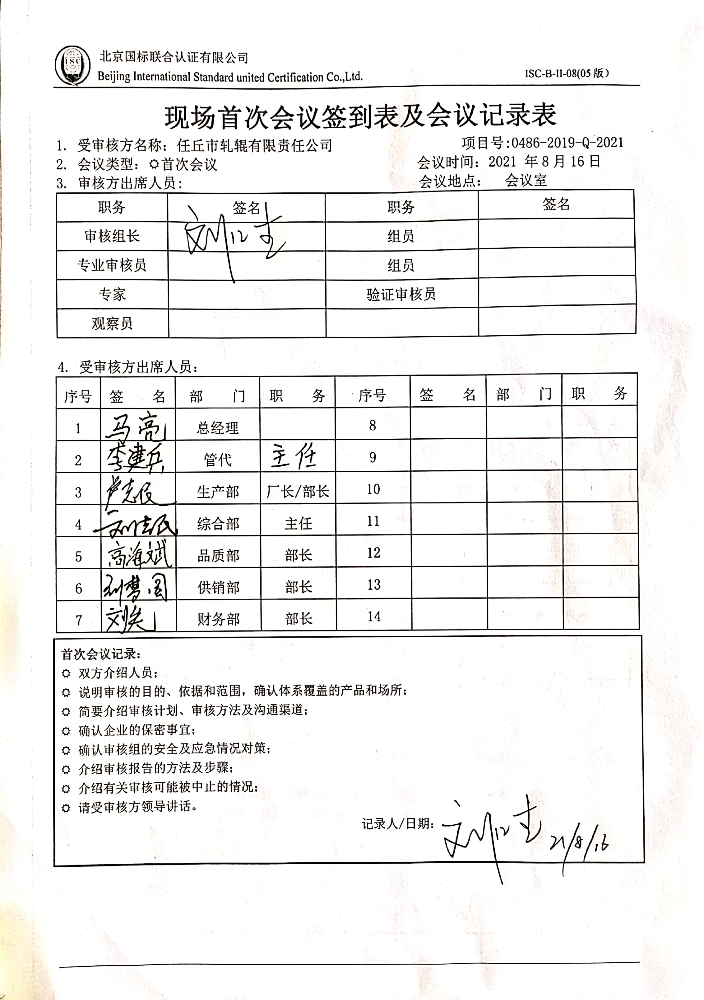 北京国标联合认证有限公司
Beijing International Standard united Certification Co.,Ltd.
ISC-B-II-08(05版)
现场首次会议签到表及会议记录表
1. 受审核方名称：任丘市轧辊有限责任公司 项目号:0486-2019-Q-2021
2. 会议类型：首次会议 会议时间：2021 年 8 月 16 日
3. 审核方出席人员： 会议地点： 会议室
职务 签名 职务 签名
审核组长 组员
专业审核员 组员
专家 验证审核员
观察员
4. 受审核方出席人员：
序号 签 名 部 门 职 务 序号 签 名 部 门 职 务
1 马亮 总经理 8
2 李建兵 管代 主任 9
3 生产部 厂长/部长 10
4 综合部 主任 11
5 高海斌 品质部 部长 12
6 供销部 部长 13
7 财务部 部长 14
首次会议记录：
双方介绍人员；
说明审核的目的、依据和范围，确认体系覆盖的产品和场所；
简要介绍审核计划、审核方法及沟通渠道；
确认企业的保密事宜；
确认审核组的安全及应急情况对策；
介绍审核报告的方法及步骤；
介绍有关审核可能被中止的情况；
请受审核方领导讲话。
记录人/日期： 21/8/16